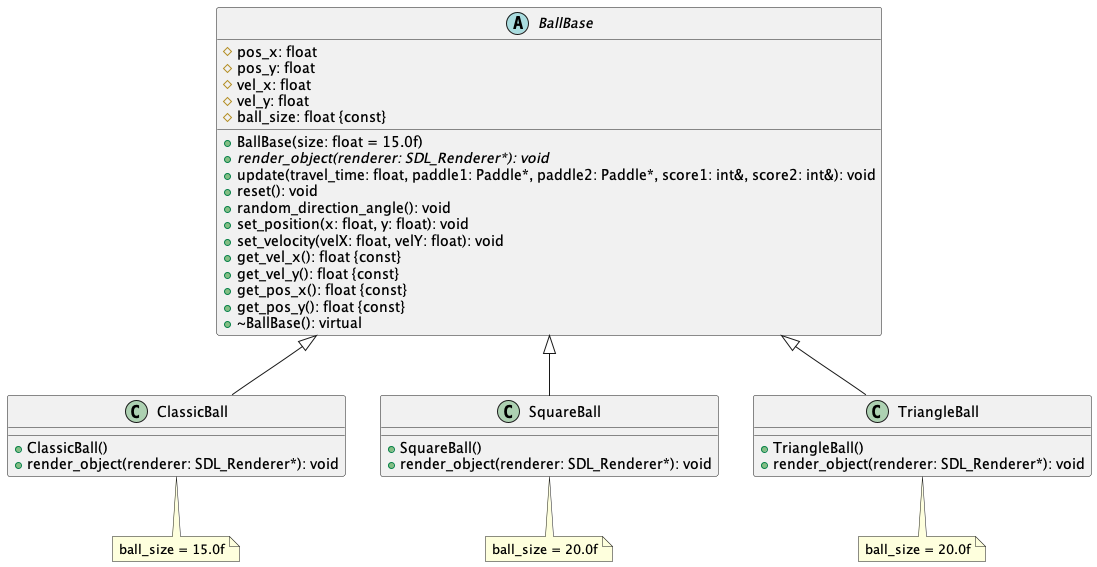 A BallBase
pos_x: float
pos_y: float
vel_x: float
vel_y: float
ball_size: float {const}
BallBase(size: float = 15.0f)
render_object(renderer: SDL_Renderer*): void
update(travel_time: float, paddle1: Paddle*, paddle2: Paddle*, score1: int&, score2: int&): void
reset(): void
random_direction_angle(): void
set_position(x: float, y: float): void
set_velocity(velX: float, velY: float): void
get_vel_x(): float {const}
get_vel_y(): float {const}
get_pos_x(): float {const}
get_pos_y(): float {const}
~BallBase(): virtual
C ClassicBall
ClassicBall()
render_object(renderer: SDL_Renderer*): void
ball_size = 15.0f
C SquareBall
SquareBall()
render_object(renderer: SDL_Renderer*): void
ball_size = 20.0f
C TriangleBall
TriangleBall()
render_object(renderer: SDL_Renderer*): void
ball_size = 20.0f